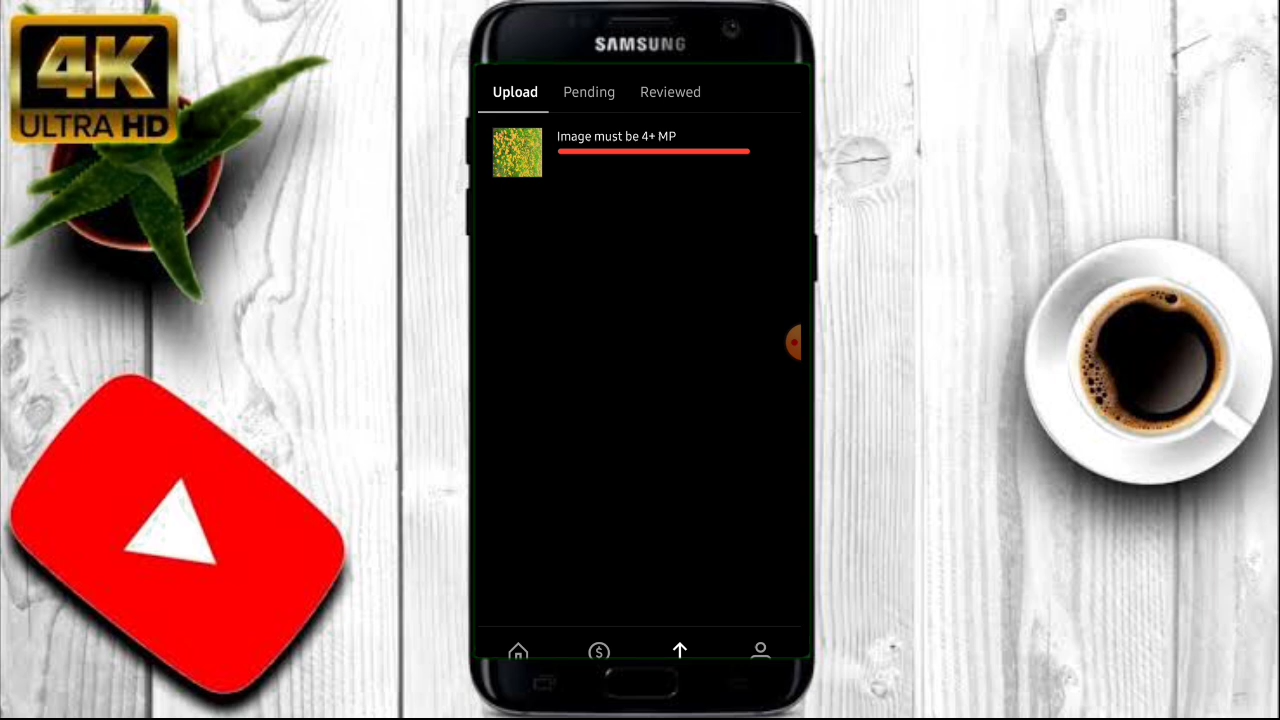 4K
ULTRA HD
SAMSUNG
Upload Pending Reviewed
Image must be 4+ MP
$